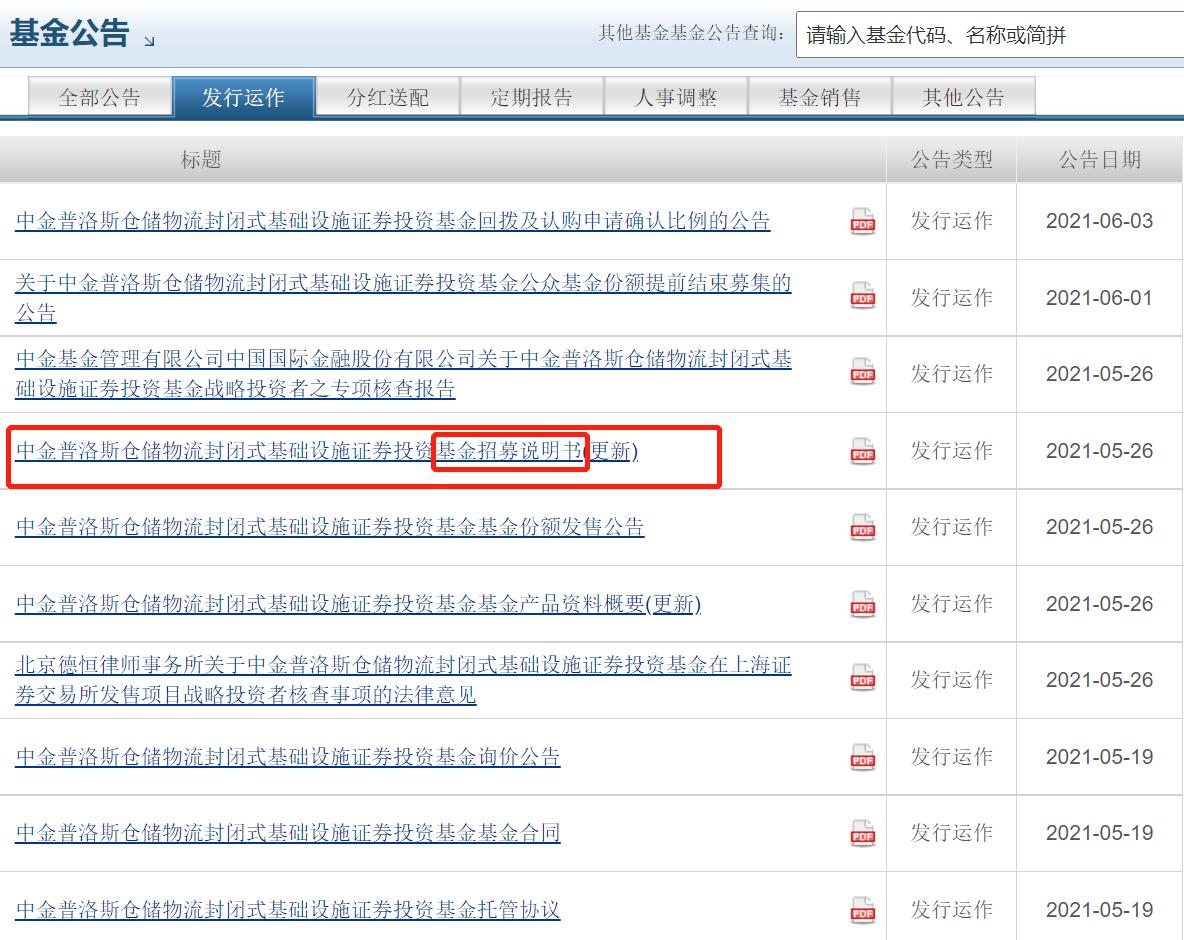 基金公告
其他基金基金公告查询:
请输入基金代码、名称或简拼
全部公告
发行运作
分红送配
定期报告
人事调整
基金销售
其他公告
标题
公告类型
公告日期
中金普洛斯仓储物流封闭式基础设施证券投资基金回拨及认购申请确认比例的公告
PDF
发行运作
2021-06-03
关于中金普洛斯仓储物流封闭式基础设施证券投资基金公众基金份额提前结束募集的
公告
PDF
发行运作
2021-06-01
中金基金管理有限公司中国国际金融股份有限公司关于中金普洛斯仓储物流封闭式基
础设施证券投资基金战略投资者之专项核查报告
PDF
发行运作
2021-05-26
中金普洛斯仓储物流封闭式基础设施证券投资基金招募说明书(更新)
PDF
发行运作
2021-05-26
中金普洛斯仓储物流封闭式基础设施证券投资基金基金份额发售公告
PDF
发行运作
2021-05-26
中金普洛斯仓储物流封闭式基础设施证券投资基金基金产品资料概要(更新)
PDF
发行运作
2021-05-26
北京德恒律师事务所关于中金普洛斯仓储物流封闭式基础设施证券投资基金在上海证
券交易所发售项目战略投资者核查事项的法律意见
PDF
发行运作
2021-05-26
中金普洛斯仓储物流封闭式基础设施证券投资基金询价公告
PDF
发行运作
2021-05-19
中金普洛斯仓储物流封闭式基础设施证券投资基金基金合同
PDF
发行运作
2021-05-19
中金普洛斯仓储物流封闭式基础设施证券投资基金托管协议
PDF
发行运作
2021-05-19